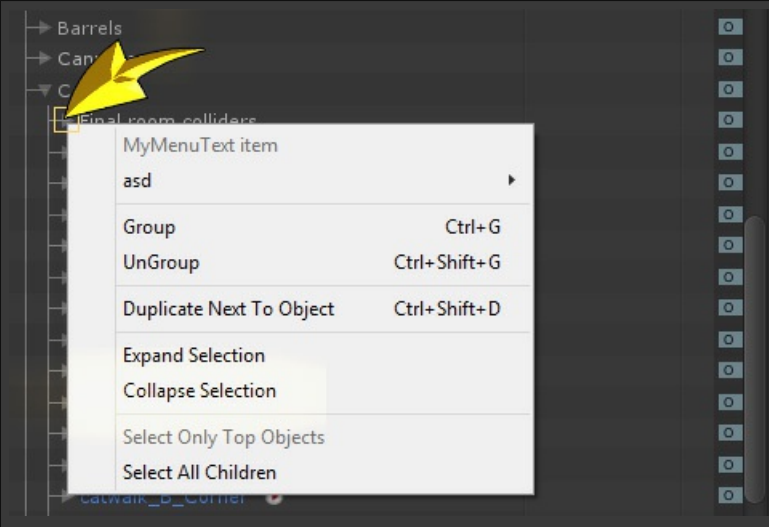 Barrels
Final room colliders
MyMenuText item
asd
Group Ctrl+G
UnGroup Ctrl+Shift+G
Duplicate Next To Object Ctrl+Shift+D
Expand Selection
Collapse Selection
Select Only Top Objects
Select All Children
catwalk_B_Corner